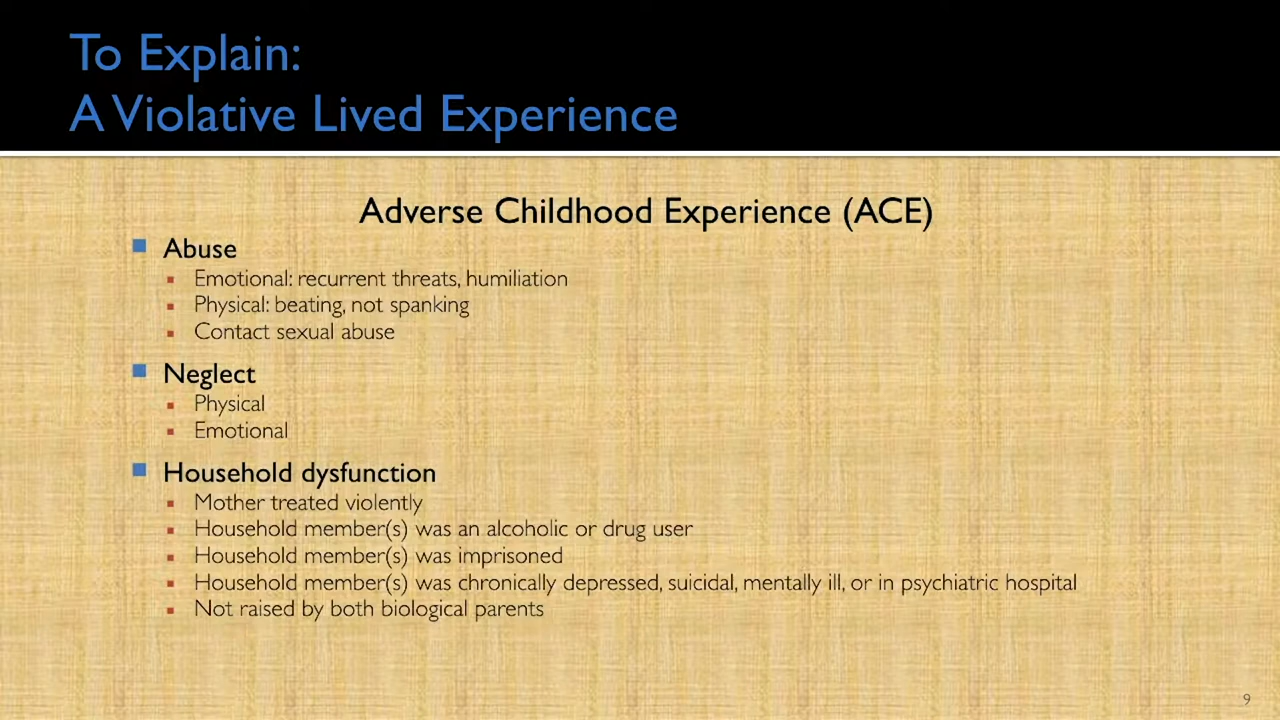 To Explain:
A Violative Lived Experience
Adverse Childhood Experience (ACE)
Abuse
Emotional: recurrent threats, humiliation
Physical: beating, not spanking
Contact sexual abuse
Neglect
Physical
Emotional
Household dysfunction
Mother treated violently
Household member(s) was an alcoholic or drug user
Household member(s) was imprisoned
Household member(s) was chronically depressed, suicidal, mentally ill, or in psychiatric hospital
Not raised by both biological parents
9